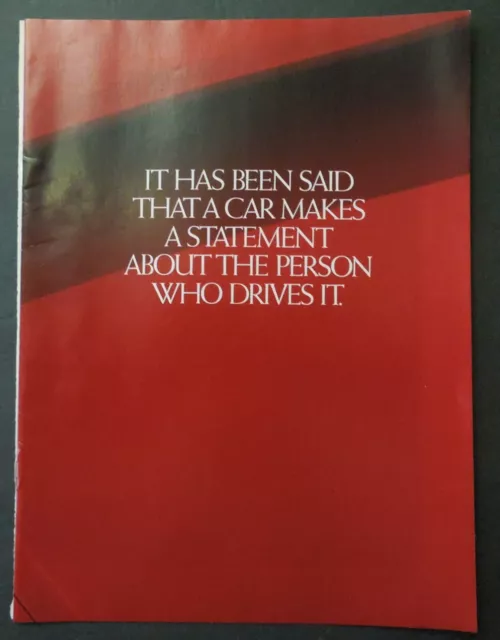 IT HAS BEEN SAID
THAT A CAR MAKES
A STATEMENT
ABOUT THE PERSON
WHO DRIVES IT.